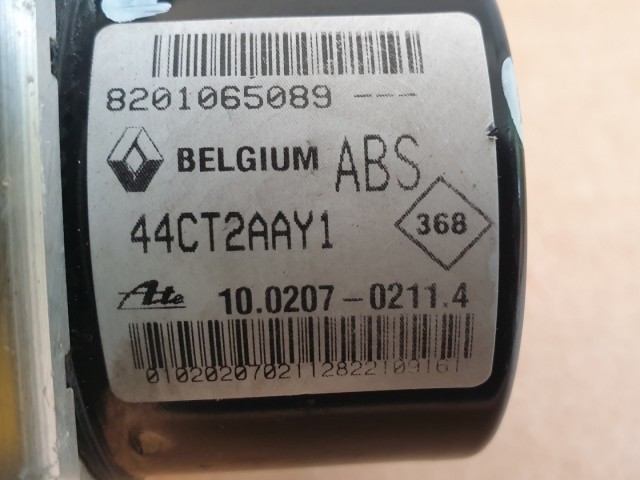 8201065089 ---
BELGIUM ABS
44CT2AAY1
368
Ate 10.0207-0211.4
0102020702112822109161